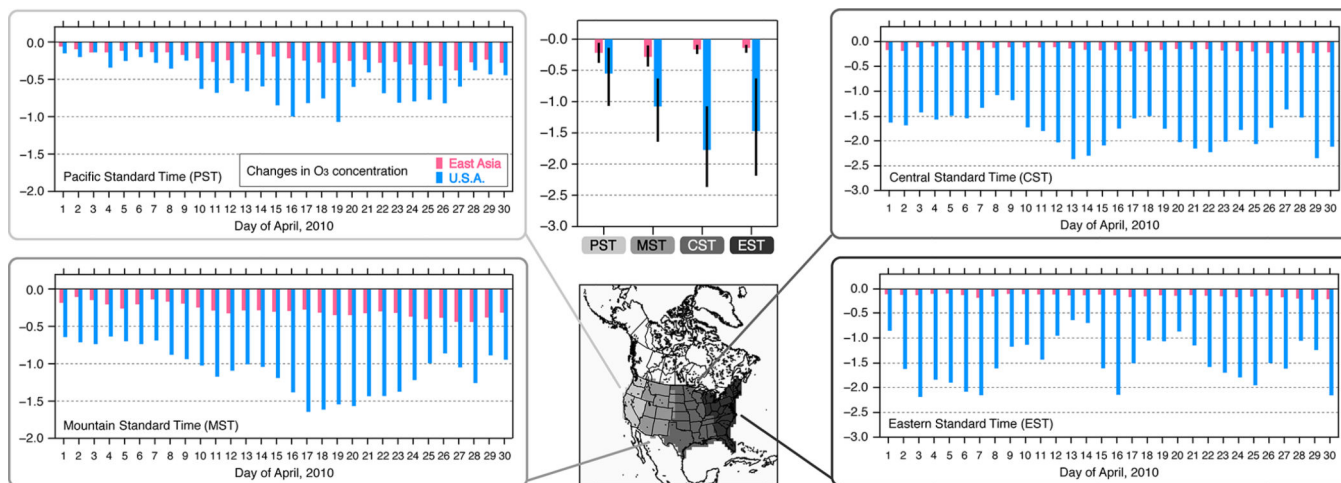 0.0
−0.5
−1.0
−1.5
−2.0
Pacific Standard Time (PST)
Changes in O3 concentration
East Asia
U.S.A.
1 2 3 4 5 6 7 8 9 10 11 12 13 14 15 16 17 18 19 20 21 22 23 24 25 26 27 28 29 30
Day of April, 2010
−0.0
−0.5
−1.0
−1.5
−2.0
−2.5
−3.0
PST MST CST EST
0.0
−0.5
−1.0
−1.5
−2.0
−2.5
−3.0
Central Standard Time (CST)
1 2 3 4 5 6 7 8 9 10 11 12 13 14 15 16 17 18 19 20 21 22 23 24 25 26 27 28 29 30
Day of April, 2010
0.0
−0.5
−1.0
−1.5
−2.0
Mountain Standard Time (MST)
1 2 3 4 5 6 7 8 9 10 11 12 13 14 15 16 17 18 19 20 21 22 23 24 25 26 27 28 29 30
Day of April, 2010
0.0
−0.5
−1.0
−1.5
−2.0
−2.5
−3.0
Eastern Standard Time (EST)
1 2 3 4 5 6 7 8 9 10 11 12 13 14 15 16 17 18 19 20 21 22 23 24 25 26 27 28 29 30
Day of April, 2010